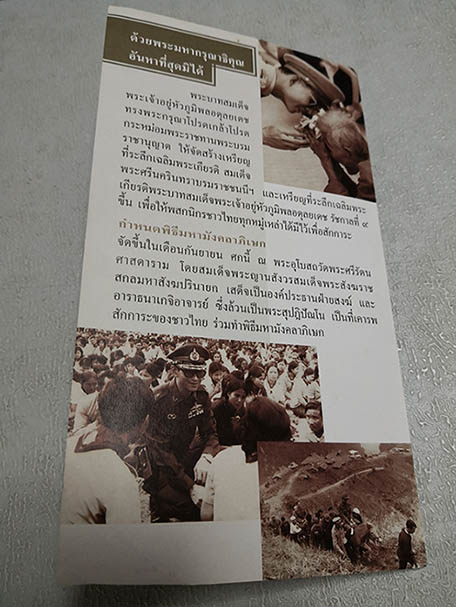 ด้วยพระมหากรุณาธิคุณ
อันหาที่สุดมิได้
พระบาทสมเด็จ
พระเจ้าอยู่หัวภูมิพลอดุลยเดช
ทรงพระกรุณาโปรดเกล้าโปรด
กระหม่อมพระราชทานพระบรม
ราชานุญาต ให้จัดสร้างเหรียญ
ที่ระลึกเฉลิมพระเกียรติ สมเด็จ
พระศรีนครินทราบรมราชชนนีฯ และเหรียญที่ระลึกเฉลิมพระ
เกียรติพระบาทสมเด็จพระเจ้าอยู่หัวภูมิพลอดุลยเดช รัชกาลที่ ๙
ขึ้น เพื่อให้พสกนิกรชาวไทยทุกหมู่เหล่าได้มีไว้เพื่อสักการะ
กำหนดพิธีมหามังคลาภิเษก
จัดขึ้นในเดือนกันยายน ศกนี้ ณ พระอุโบสถวัดพระศรีรัตน
ศาสดาราม โดยสมเด็จพระญาณสังวรสมเด็จพระสังฆราช
สกลมหาสังฆปรินายก เสด็จเป็นองค์ประธานฝ่ายสงฆ์ และ
อาราธนาเกจิอาจารย์ ซึ่งล้วนเป็นพระสุปฏิปัณโน เป็นที่เคารพ
สักการะของชาวไทย ร่วมทำพิธีมหามังคลาภิเษก